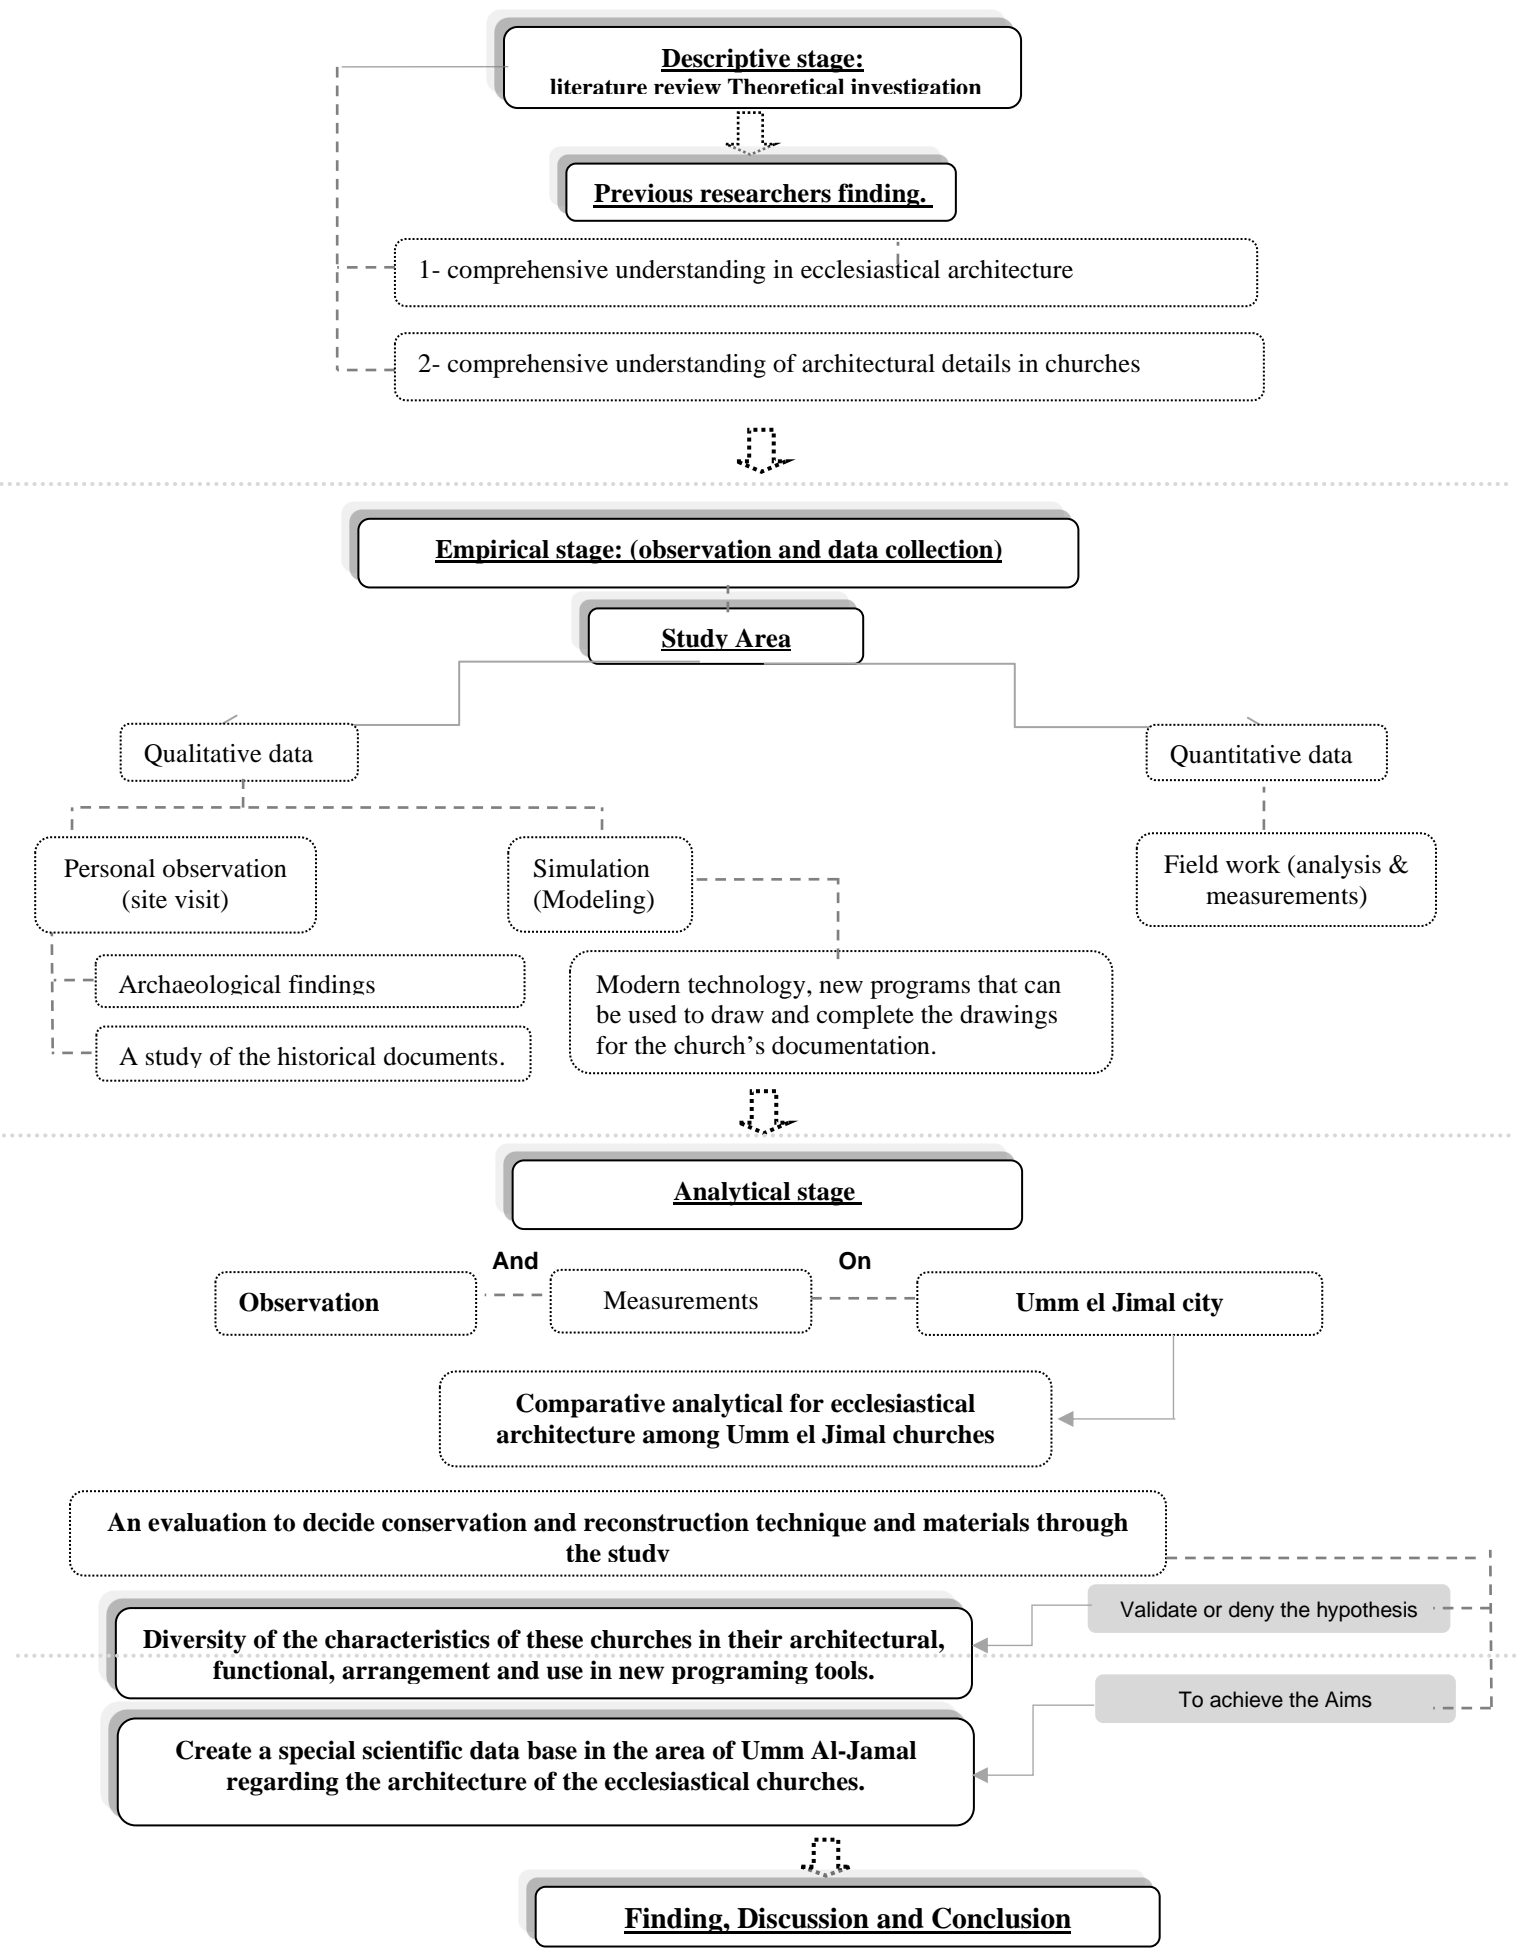 Descriptive stage:
literature review Theoretical investigation
Previous researchers finding.
1- comprehensive understanding in ecclesiastical architecture
2- comprehensive understanding of architectural details in churches
Empirical stage: (observation and data collection)
Study Area
Qualitative data
Quantitative data
Personal observation
(site visit)
Simulation
(Modeling)
Field work (analysis &
measurements)
Archaeological findings
A study of the historical documents.
Modern technology, new programs that can
be used to draw and complete the drawings
for the church’s documentation.
Analytical stage
Observation
And
Measurements
On
Umm el Jimal city
Comparative analytical for ecclesiastical
architecture among Umm el Jimal churches
An evaluation to decide conservation and reconstruction technique and materials through
the study
Validate or deny the hypothesis
Diversity of the characteristics of these churches in their architectural,
functional, arrangement and use in new programing tools.
To achieve the Aims
Create a special scientific data base in the area of Umm Al-Jamal
regarding the architecture of the ecclesiastical churches.
Finding, Discussion and Conclusion